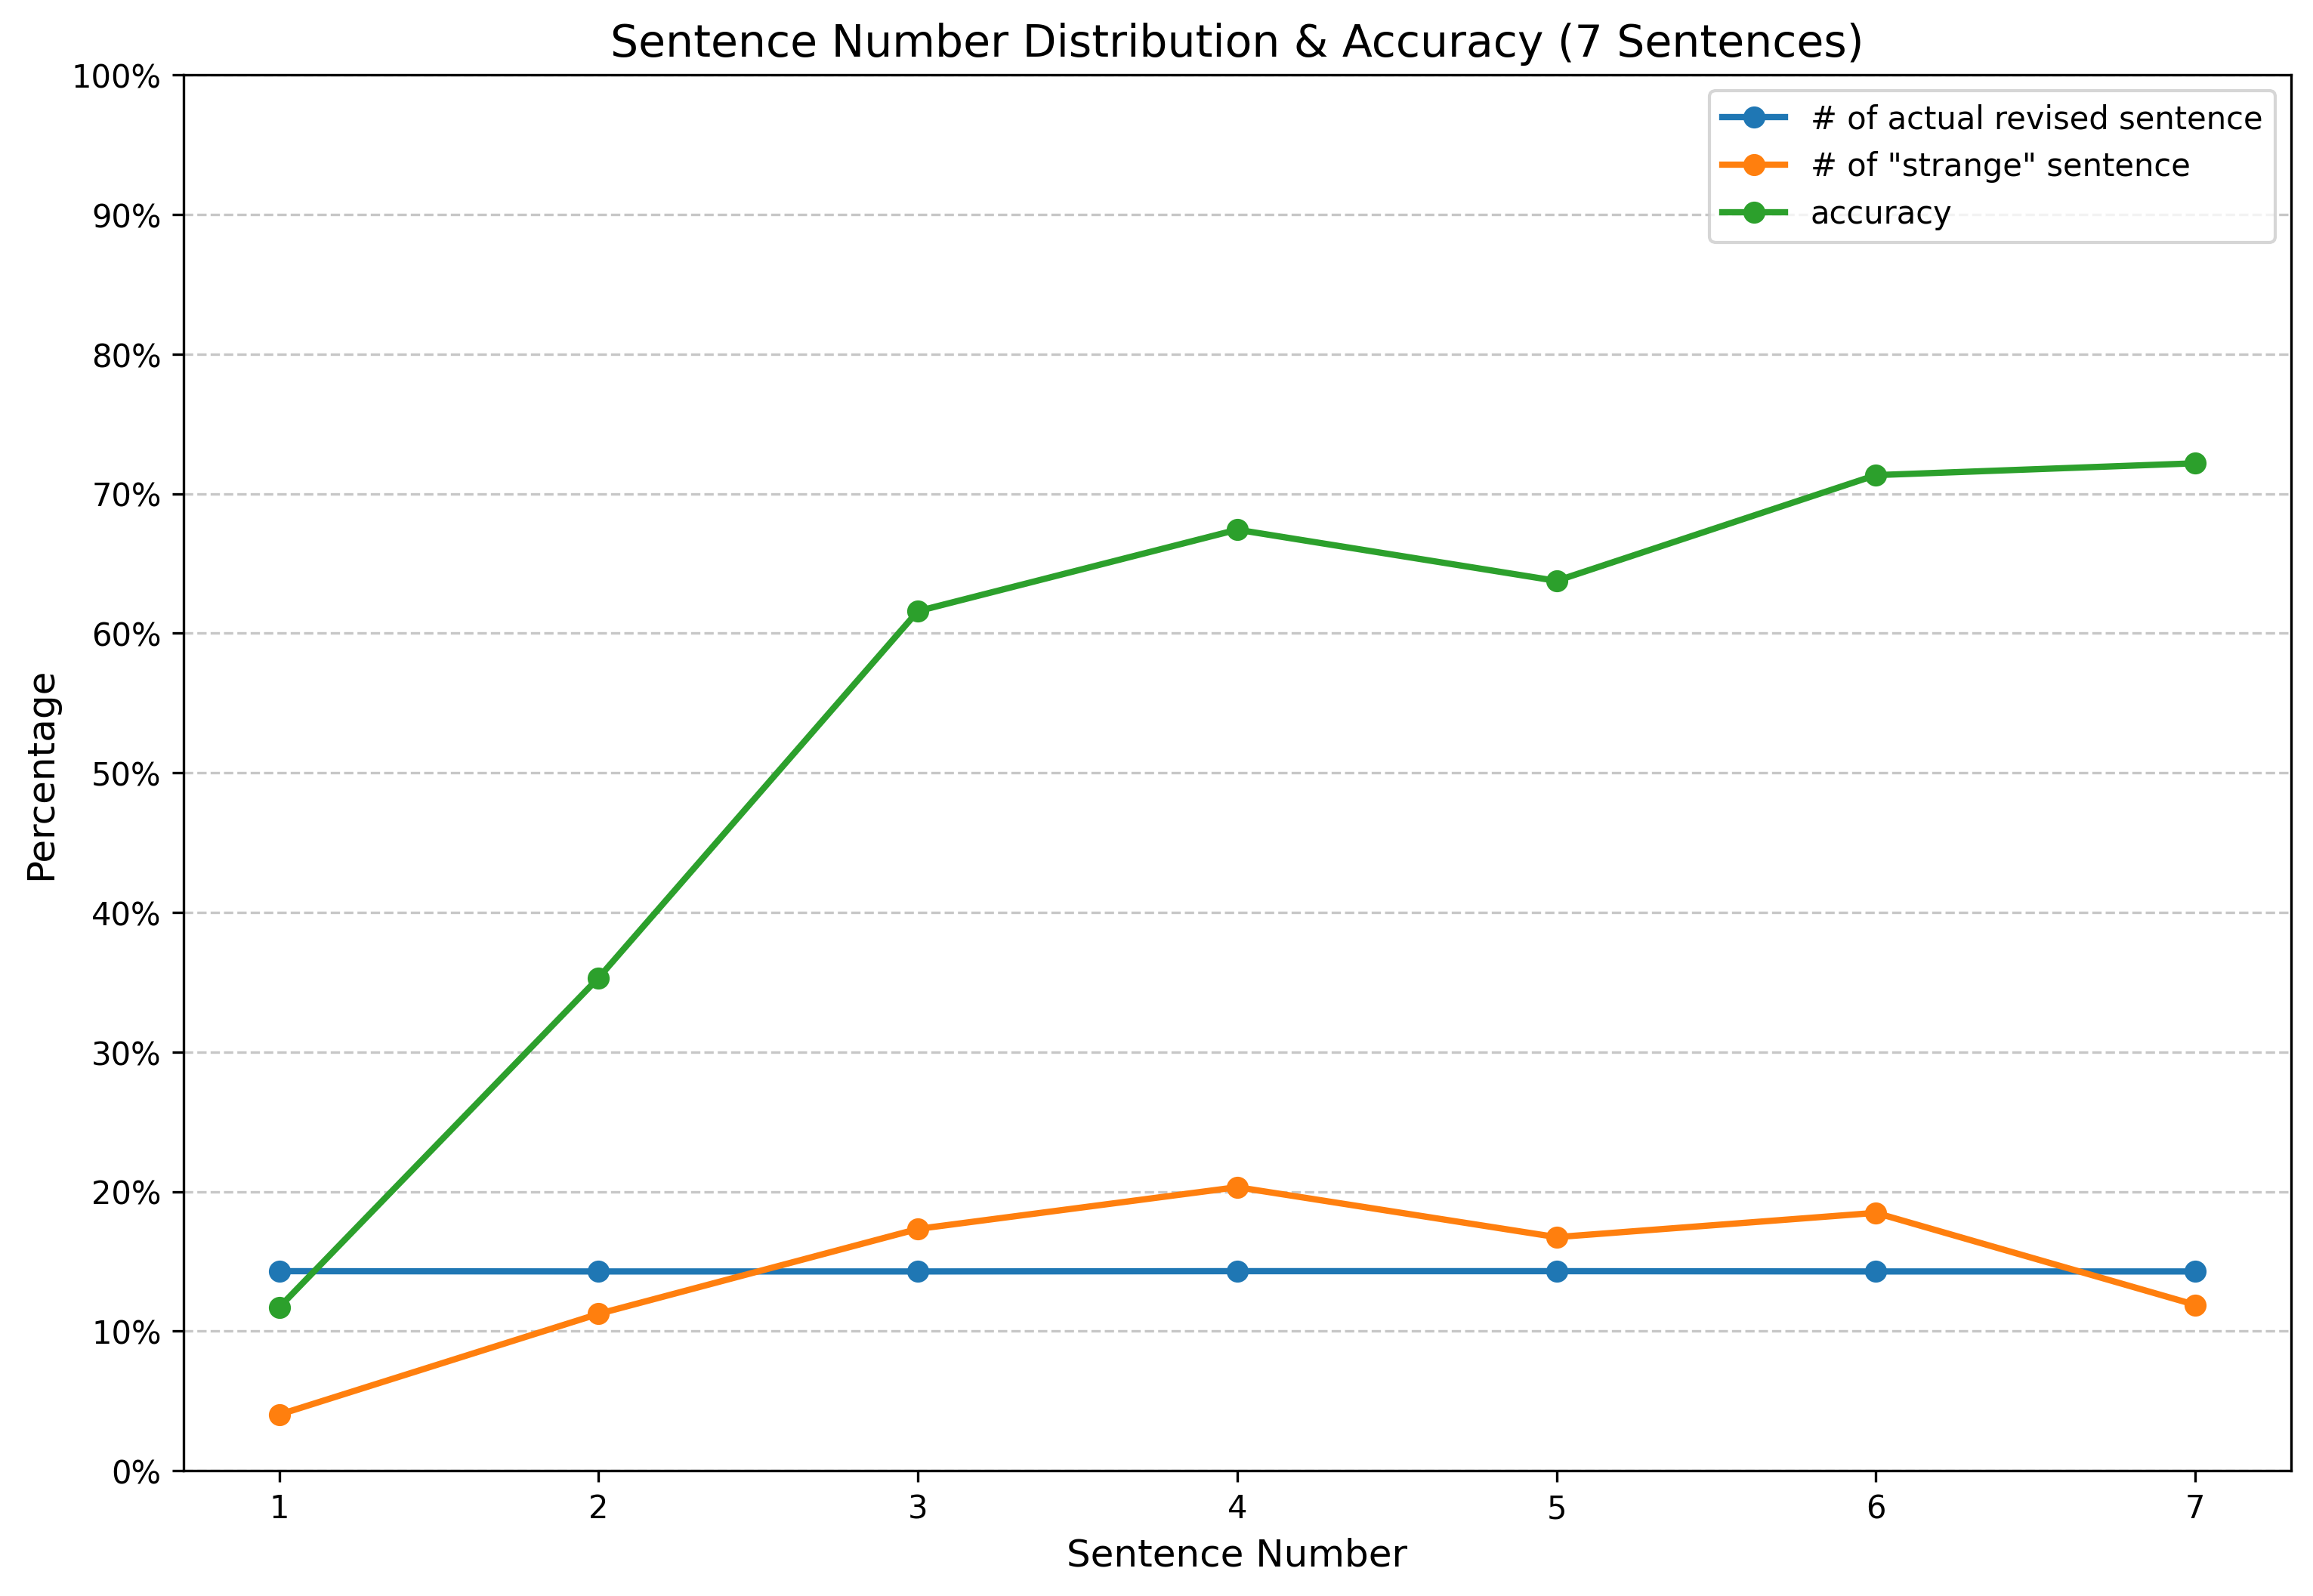 Sentence Number Distribution & Accuracy (7 Sentences)
100%
90%
80%
70%
60%
50%
40%
30%
20%
10%
0%
Percentage
# of actual revised sentence
# of "strange" sentence
accuracy
1 2 3 4 5 6 7
Sentence Number